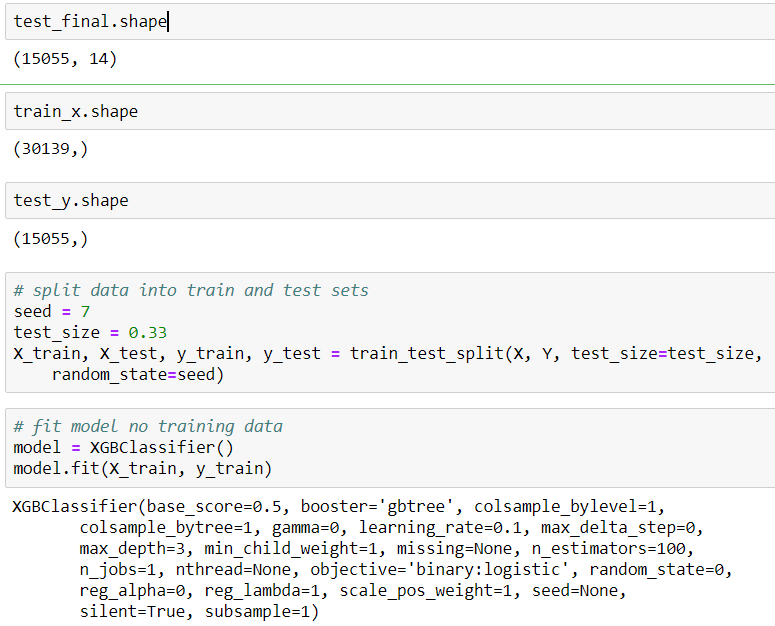 test_final.shape
(15055, 14)
train_x.shape
(30139,)
test_y.shape
(15055,)
# split data into train and test sets
seed = 7
test_size = 0.33
X_train, X_test, y_train, y_test = train_test_split(X, Y, test_size=test_size,
    random_state=seed)
# fit model no training data
model = XGBClassifier()
model.fit(X_train, y_train)
XGBClassifier(base_score=0.5, booster='gbtree', colsample_bylevel=1,
       colsample_bytree=1, gamma=0, learning_rate=0.1, max_delta_step=0,
       max_depth=3, min_child_weight=1, missing=None, n_estimators=100,
       n_jobs=1, nthread=None, objective='binary:logistic', random_state=0,
       reg_alpha=0, reg_lambda=1, scale_pos_weight=1, seed=None,
       silent=True, subsample=1)